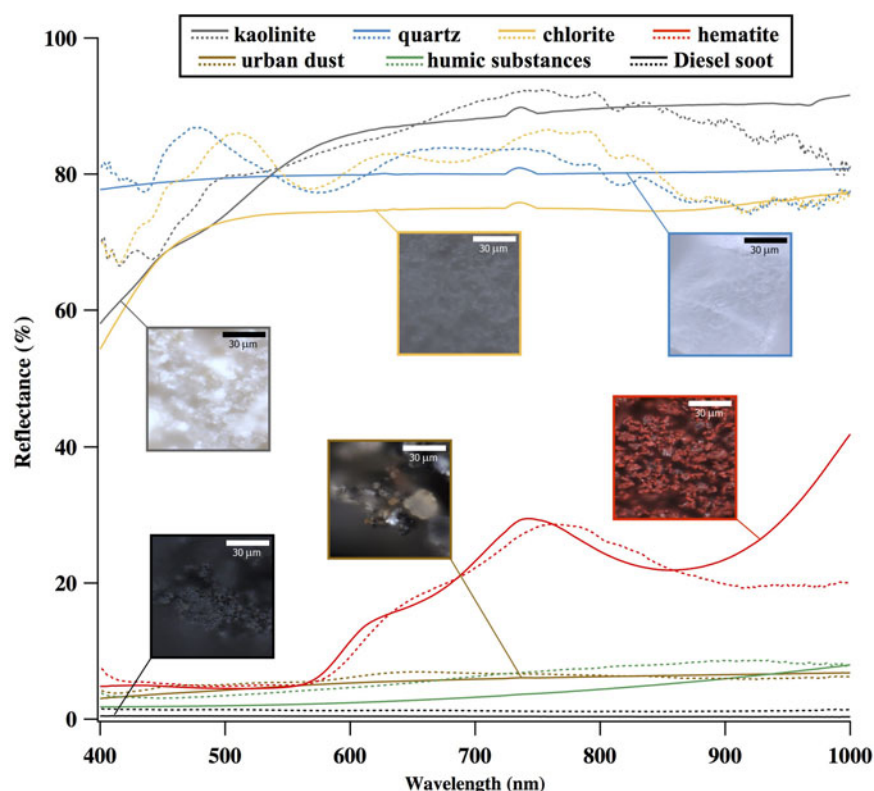 kaolinite quartz chlorite hematite
urban dust humic substances Diesel soot
100
80
60
40
20
0
Reflectance (%)
30 µm
30 µm
30 µm
30 µm
30 µm
30 µm
400 500 600 700 800 900 1000
Wavelength (nm)